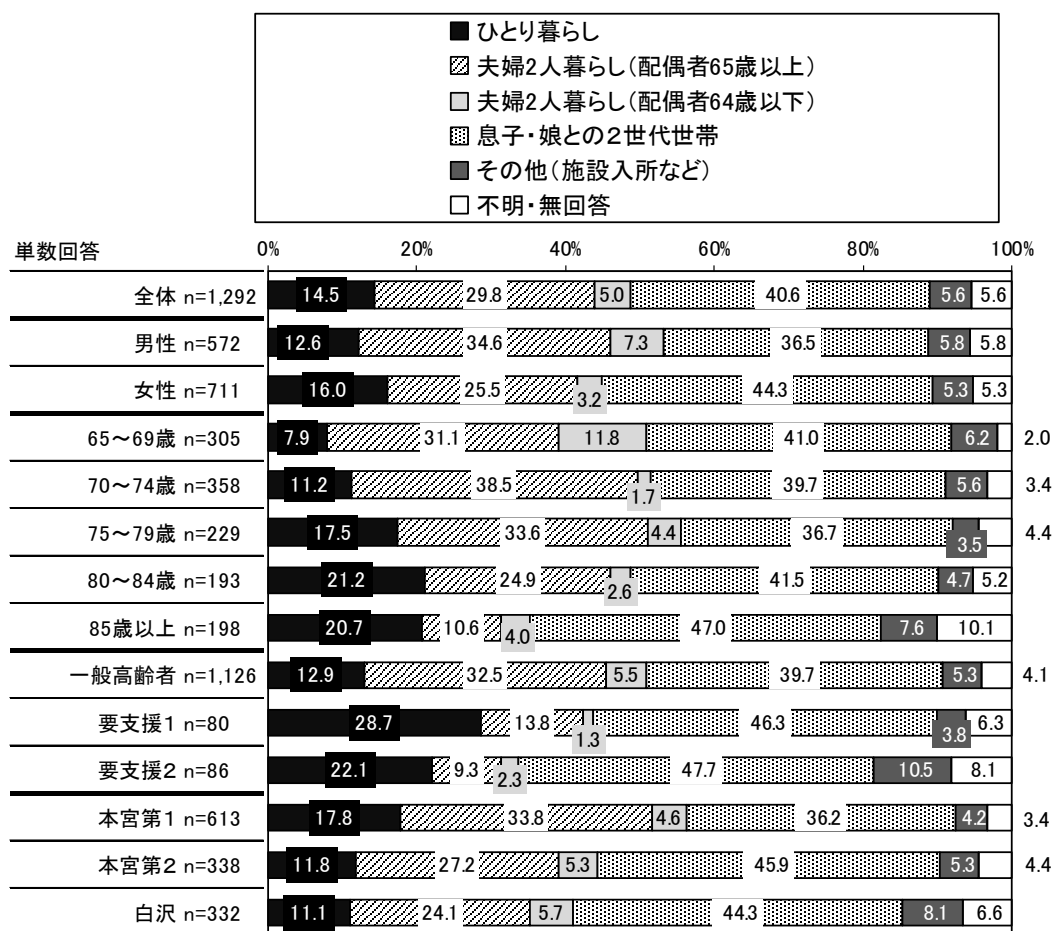 ひとり暮らし
夫婦2人暮らし(配偶者65歳以上)
夫婦2人暮らし(配偶者64歳以下)
息子・娘との２世代世帯
その他(施設入所など)
不明・無回答
単数回答 0% 20% 40% 60% 80% 100%
全体 n=1,292 14.5 29.8 5.0 40.6 5.6 5.6
男性 n=572 12.6 34.6 7.3 36.5 5.8 5.8
女性 n=711 16.0 25.5 3.2 44.3 5.3 5.3
65～69歳 n=305 7.9 31.1 11.8 41.0 6.2 2.0
70～74歳 n=358 11.2 38.5 1.7 39.7 5.6 3.4
75～79歳 n=229 17.5 33.6 4.4 36.7 3.5 4.4
80～84歳 n=193 21.2 24.9 2.6 41.5 4.7 5.2
85歳以上 n=198 20.7 10.6 4.0 47.0 7.6 10.1
一般高齢者 n=1,126 12.9 32.5 5.5 39.7 5.3 4.1
要支援１ n=80 28.7 13.8 1.3 46.3 3.8 6.3
要支援２ n=86 22.1 9.3 2.3 47.7 10.5 8.1
本宮第１ n=613 17.8 33.8 4.6 36.2 4.2 3.4
本宮第２ n=338 11.8 27.2 5.3 45.9 5.3 4.4
白沢 n=332 11.1 24.1 5.7 44.3 8.1 6.6